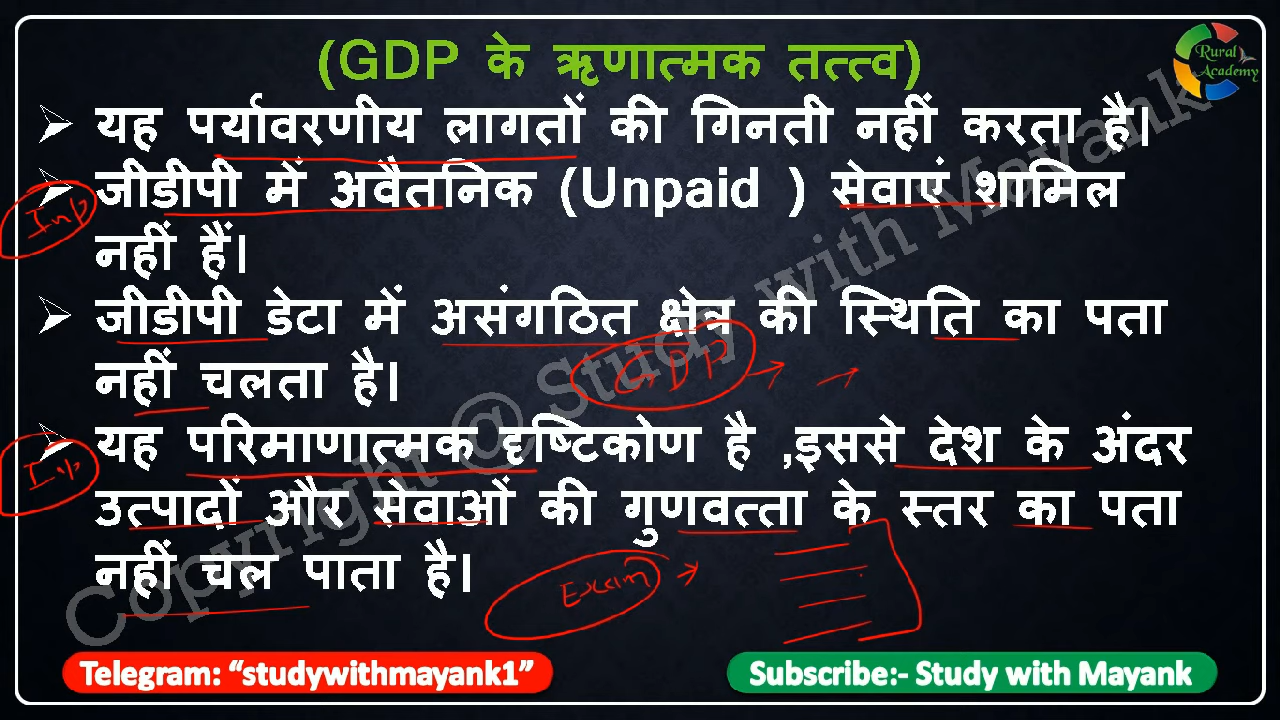 (GDP के ऋणात्मक तत्त्व)
Rural
Academy
➢ यह पर्यावरणीय लागतों की गिनती नहीं करता है।
➢ जीडीपी में अवैतनिक (Unpaid ) सेवाएं शामिल
Imp
नहीं हैं।
➢ जीडीपी डेटा में असंगठित क्षेत्र की स्थिति का पता
नहीं चलता है।
GDP
➢ यह परिमाणात्मक दृष्टिकोण है ,इससे देश के अंदर
Imp
उत्पादों और सेवाओं की गुणवत्ता के स्तर का पता
नहीं चल पाता है।
Exam
Copyright @ Study with Mayank
Telegram: “studywithmayank1”
Subscribe:- Study with Mayank